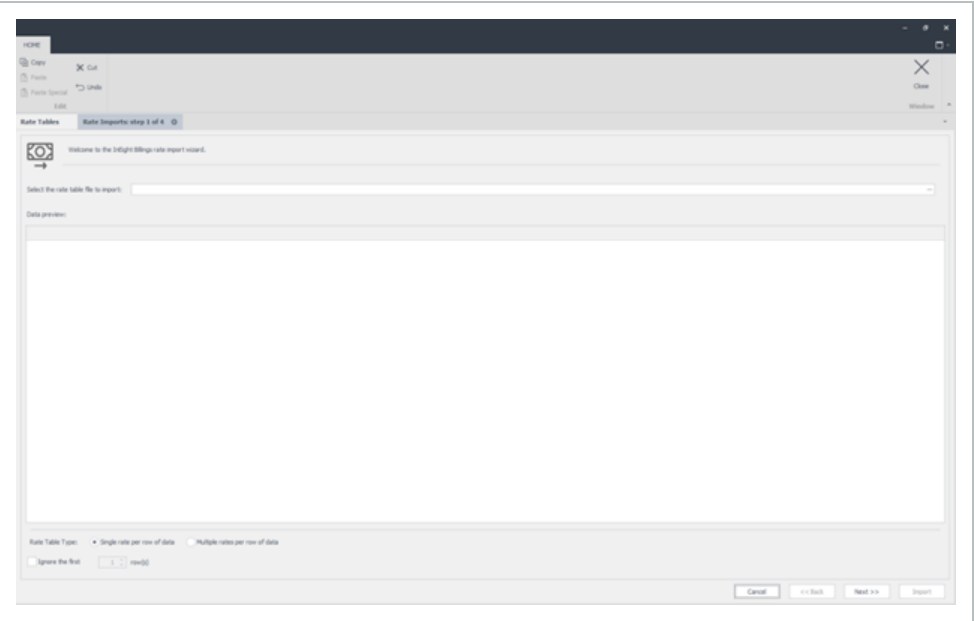 HOME
Copy
Cut
Paste
Undo
Paste Special
Close
Edit
Window
Rate Tables
Rate Imports: step 1 of 4
Welcome to the InEight Billings rate import wizard.
Select the rate table file to import:
Data preview:
Rate Table Type: Single rate per row of data Multiple rates per row of data
Ignore the first 1 row(s)
Cancel << Back Next >> Import